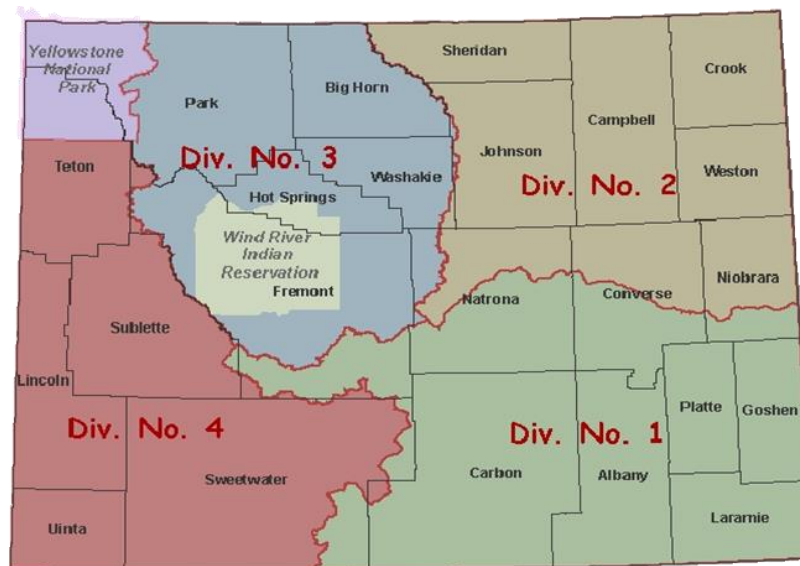 Yellowstone
National
Park
Sheridan
Crook
Big Horn
Park
Campbell
Teton
Div. No. 3
Johnson
Washakie
Weston
Div. No. 2
Hot Springs
Wind River
Indian
Reservation
Fremont
Niobrara
Natrona
Converse
Sublette
Lincoln
Platte
Goshen
Div. No. 4
Div. No. 1
Sweetwater
Carbon
Albany
Uinta
Lararnie